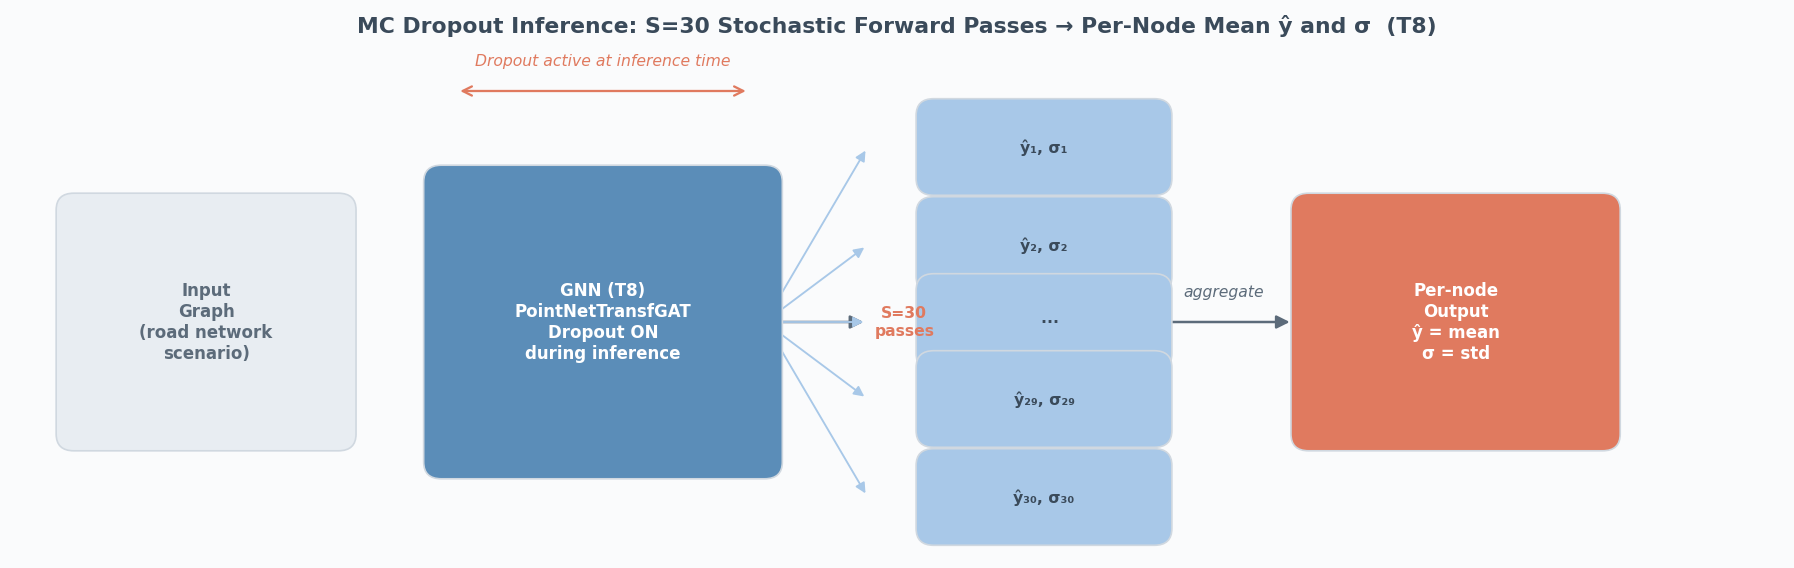 MC Dropout Inference: S=30 Stochastic Forward Passes → Per-Node Mean ŷ and σ  (T8)
Dropout active at inference time
Input
Graph
(road network
scenario)
GNN (T8)
PointNetTransfGAT
Dropout ON
during inference
S=30
passes
ŷ₁, σ₁
ŷ₂, σ₂
...
ŷ₂₉, σ₂₉
ŷ₃₀, σ₃₀
aggregate
Per-node
Output
ŷ = mean
σ = std